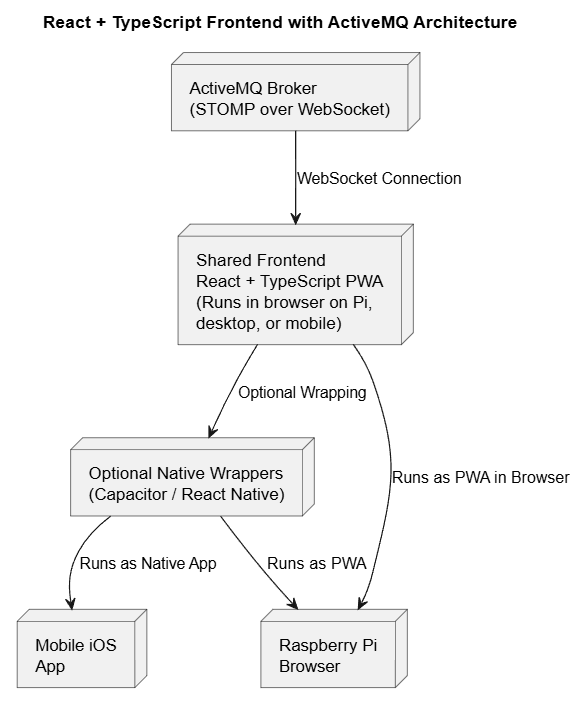 React + TypeScript Frontend with ActiveMQ Architecture
ActiveMQ Broker
(STOMP over WebSocket)
WebSocket Connection
Shared Frontend
React + TypeScript PWA
(Runs in browser on Pi,
desktop, or mobile)
Optional Wrapping
Runs as PWA in Browser
Optional Native Wrappers
(Capacitor / React Native)
Runs as Native App
Runs as PWA
Mobile iOS
App
Raspberry Pi
Browser